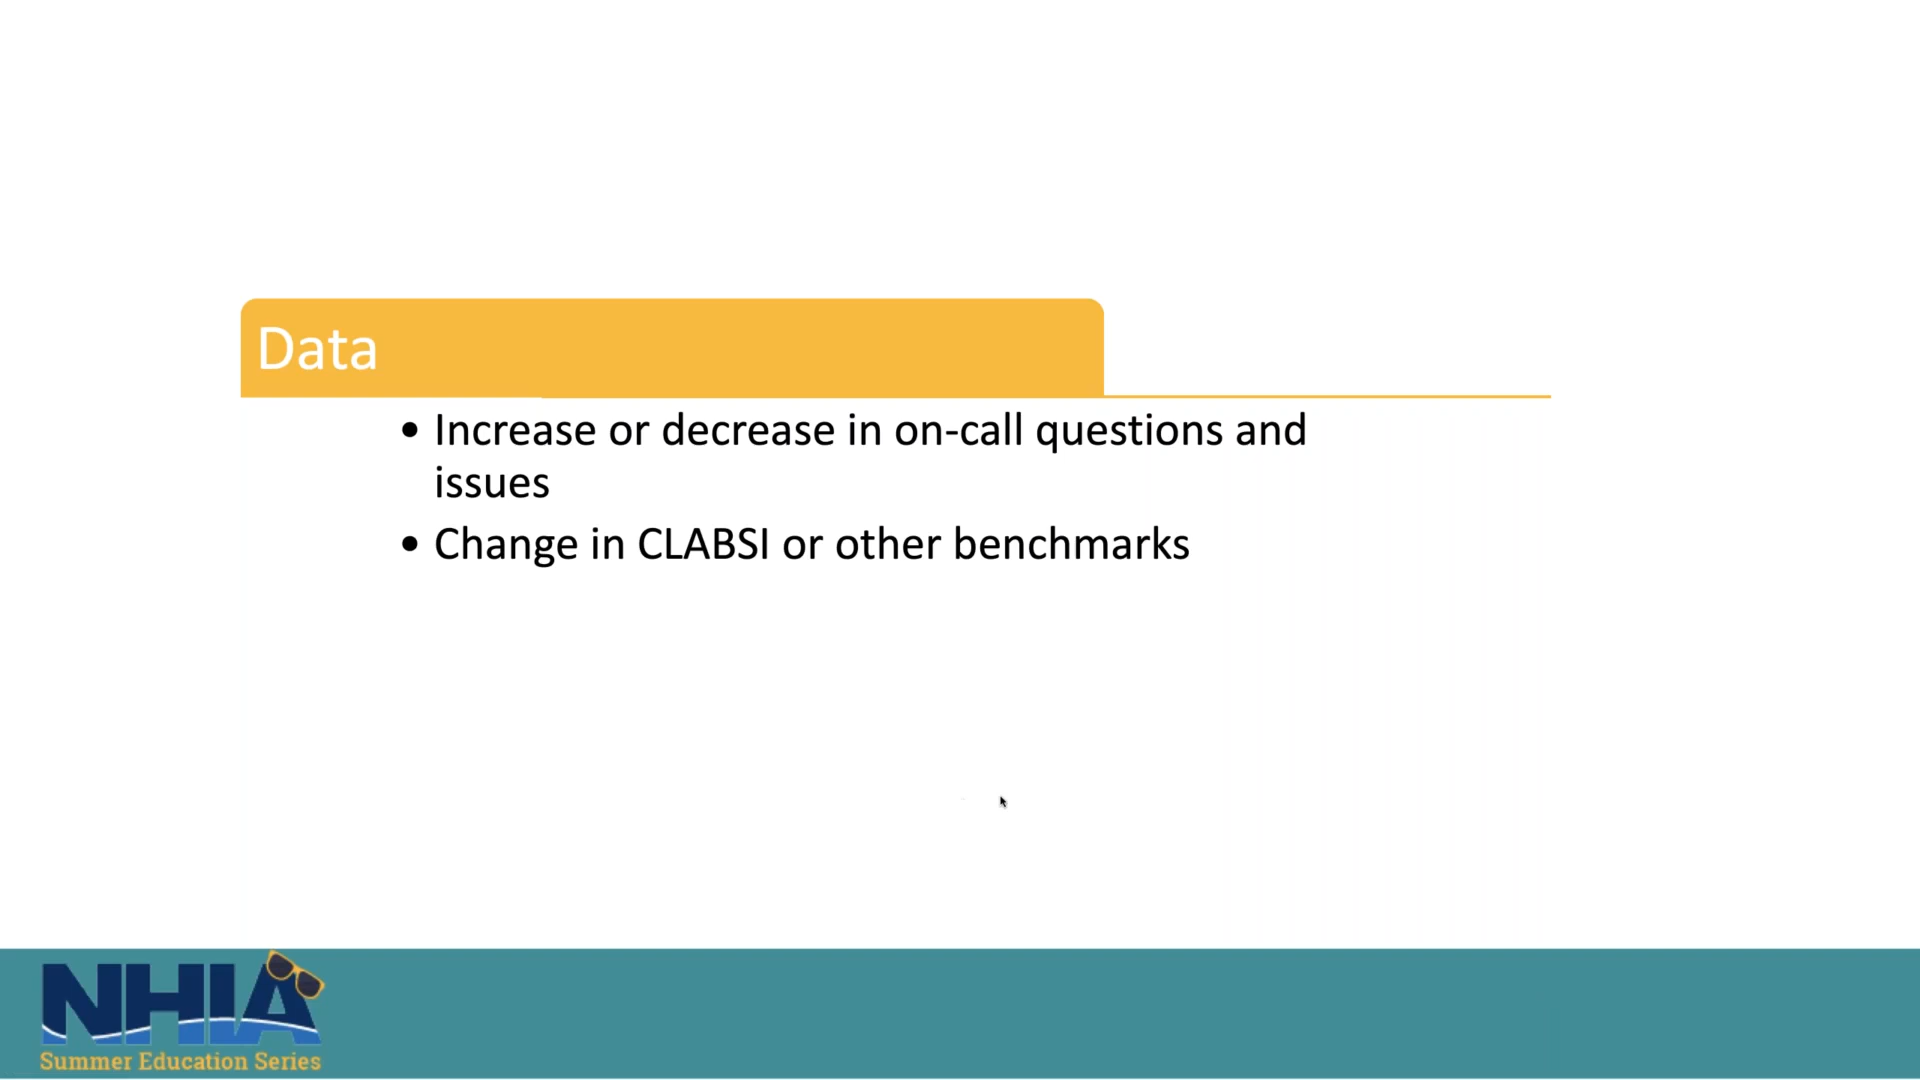 Data
• Increase or decrease in on-call questions and
issues
• Change in CLABSI or other benchmarks
NHIA
Summer Education Series